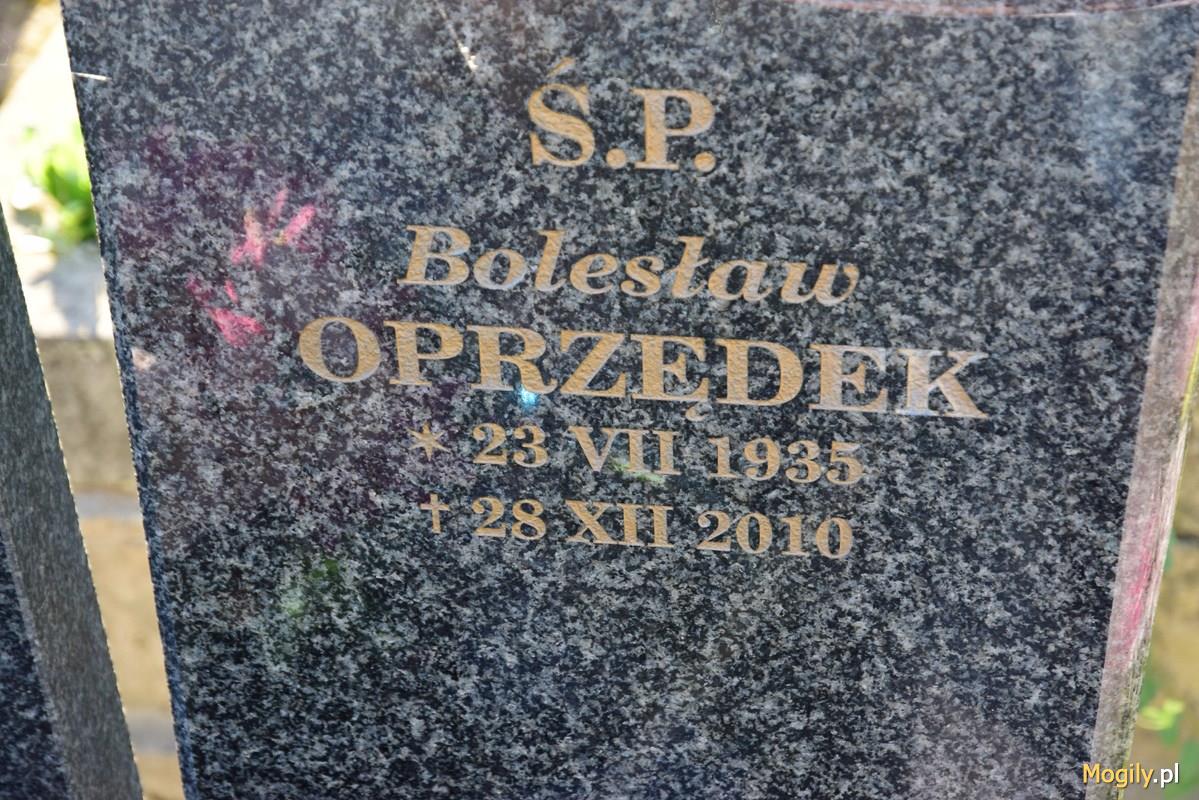 Ś.P.
Bolesław
OPRZĘDEK
* 23 VII 1935
† 28 XII 2010
Mogily.pl